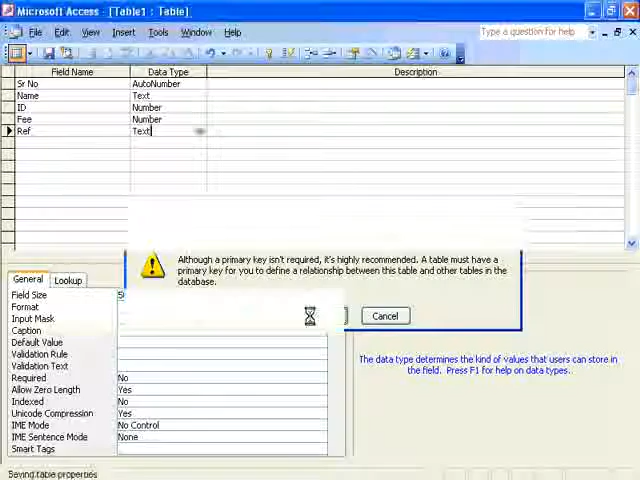 Microsoft Access - [Table1 : Table]
File Edit View Insert Tools Window Help Type a question for help
Field Name Data Type Description
Sr No AutoNumber
Name Text
ID Number
Fee Number
Ref Text
Although a primary key isn't required, it's highly recommended. A table must have a
primary key for you to define a relationship between this table and other tables in the
database.
Cancel
General Lookup
Field Size
Format
Input Mask
Caption
Default Value
Validation Rule
Validation Text
Required No
Allow Zero Length Yes
Indexed No
Unicode Compression Yes
IME Mode No Control
IME Sentence Mode None
Smart Tags
The data type determines the kind of values that users can store in
the field. Press F1 for help on data types.
Saving table properties